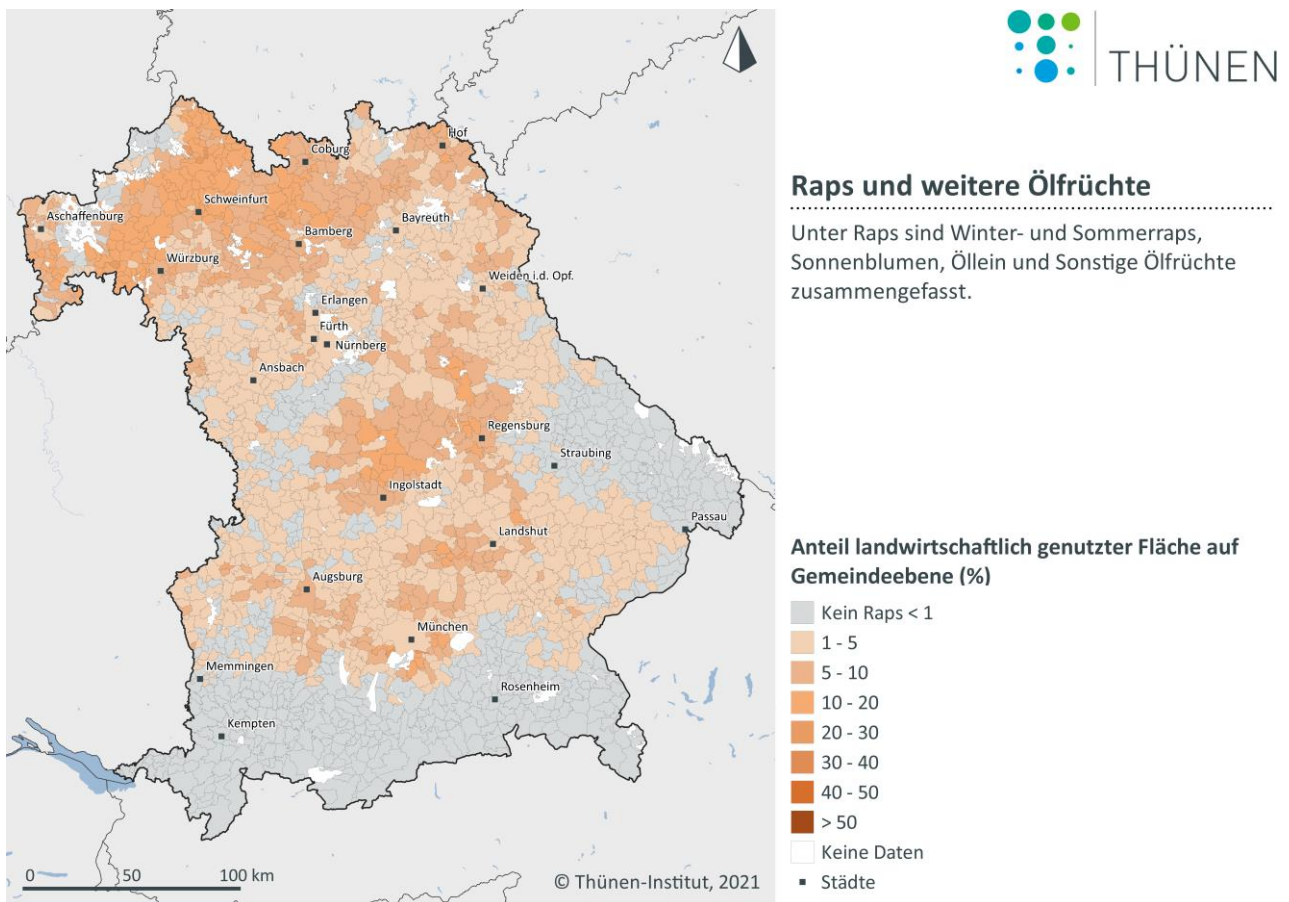 THÜNEN
Raps und weitere Ölfrüchte
Unter Raps sind Winter- und Sommerraps,
Sonnenblumen, Öllein und Sonstige Ölfrüchte
zusammengefasst.
Hof
Coburg
Schweinfurt
Aschaffenburg
Bayreuth
Bamberg
Würzburg
Weiden i.d. Opf.
Erlangen
Fürth
Nürnberg
Ansbach
Regensburg
Straubing
Ingolstadt
Passau
Landshut
Augsburg
München
Memmingen
Rosenheim
Kempten
0 50 100 km
© Thünen-Institut, 2021
Anteil landwirtschaftlich genutzter Fläche auf
Gemeindeebene (%)
Kein Raps < 1
1 - 5
5 - 10
10 - 20
20 - 30
30 - 40
40 - 50
> 50
Keine Daten
Städte